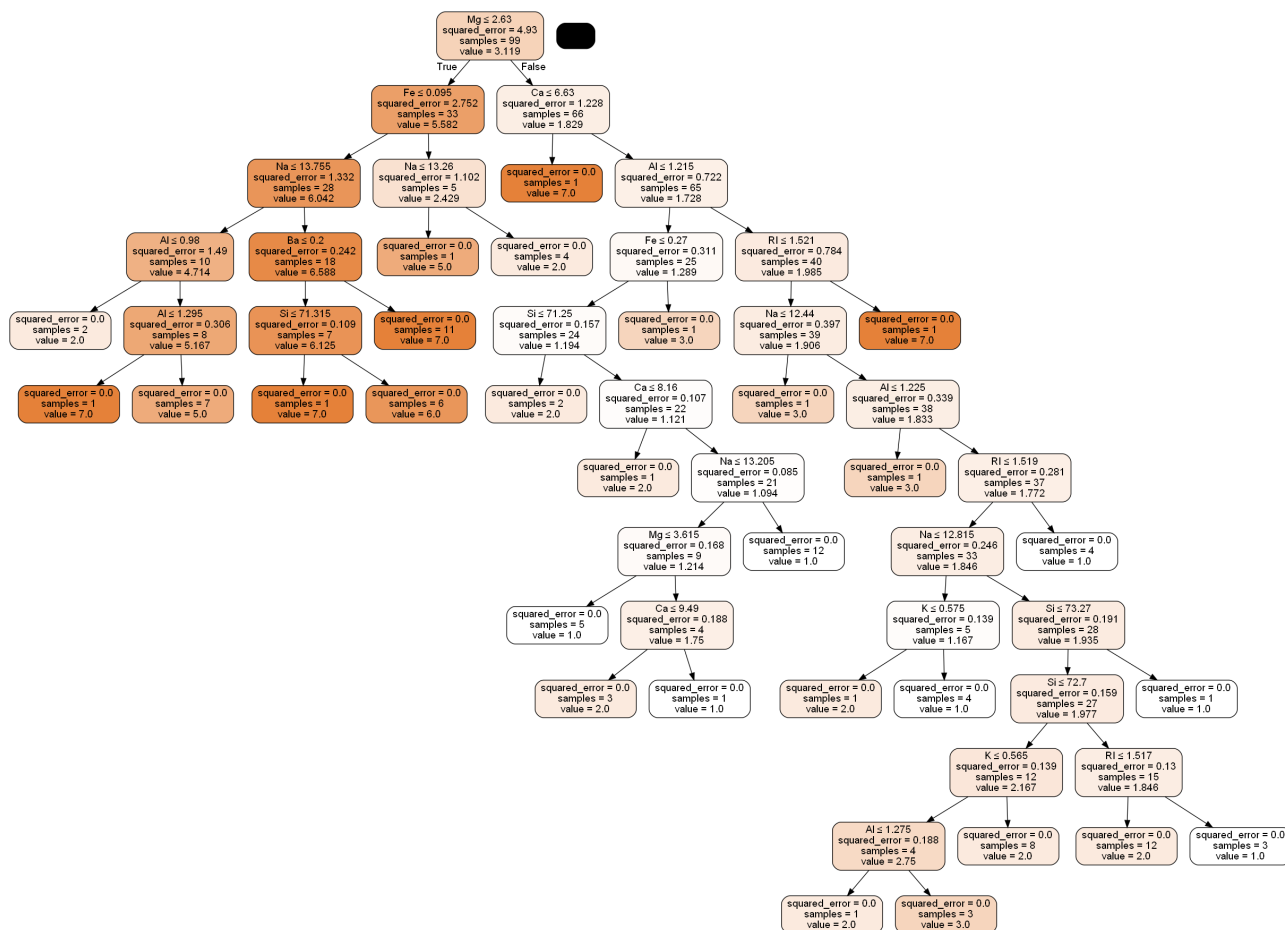 Mg ≤ 2.63
squared_error = 4.93
samples = 99
value = 3.119
True
False
Fe ≤ 0.095
squared_error = 2.752
samples = 33
value = 5.582
Ca ≤ 6.63
squared_error = 1.228
samples = 66
value = 1.829
Na ≤ 13.755
squared_error = 1.332
samples = 28
value = 6.042
Na ≤ 13.26
squared_error = 1.102
samples = 5
value = 2.429
squared_error = 0.0
samples = 1
value = 7.0
Al ≤ 1.215
squared_error = 0.722
samples = 65
value = 1.728
Al ≤ 0.98
squared_error = 1.49
samples = 10
value = 4.714
Ba ≤ 0.2
squared_error = 0.242
samples = 18
value = 6.588
squared_error = 0.0
samples = 1
value = 5.0
squared_error = 0.0
samples = 4
value = 2.0
Fe ≤ 0.27
squared_error = 0.311
samples = 25
value = 1.289
RI ≤ 1.521
squared_error = 0.784
samples = 40
value = 1.985
squared_error = 0.0
samples = 2
value = 2.0
Al ≤ 1.295
squared_error = 0.306
samples = 8
value = 5.167
Si ≤ 71.315
squared_error = 0.109
samples = 7
value = 6.125
squared_error = 0.0
samples = 11
value = 7.0
Si ≤ 71.25
squared_error = 0.157
samples = 24
value = 1.194
squared_error = 0.0
samples = 1
value = 3.0
Na ≤ 12.44
squared_error = 0.397
samples = 39
value = 1.906
squared_error = 0.0
samples = 1
value = 7.0
squared_error = 0.0
samples = 1
value = 7.0
squared_error = 0.0
samples = 7
value = 5.0
squared_error = 0.0
samples = 1
value = 7.0
squared_error = 0.0
samples = 6
value = 6.0
squared_error = 0.0
samples = 2
value = 2.0
Ca ≤ 8.16
squared_error = 0.107
samples = 22
value = 1.121
squared_error = 0.0
samples = 1
value = 3.0
Al ≤ 1.225
squared_error = 0.339
samples = 38
value = 1.833
squared_error = 0.0
samples = 1
value = 2.0
Na ≤ 13.205
squared_error = 0.085
samples = 21
value = 1.094
squared_error = 0.0
samples = 1
value = 3.0
RI ≤ 1.519
squared_error = 0.281
samples = 37
value = 1.772
Mg ≤ 3.615
squared_error = 0.168
samples = 9
value = 1.214
squared_error = 0.0
samples = 12
value = 1.0
Na ≤ 12.815
squared_error = 0.246
samples = 33
value = 1.846
squared_error = 0.0
samples = 4
value = 1.0
squared_error = 0.0
samples = 5
value = 1.0
Ca ≤ 9.49
squared_error = 0.188
samples = 4
value = 1.75
K ≤ 0.575
squared_error = 0.139
samples = 5
value = 1.167
Si ≤ 73.27
squared_error = 0.191
samples = 28
value = 1.935
squared_error = 0.0
samples = 3
value = 2.0
squared_error = 0.0
samples = 1
value = 1.0
squared_error = 0.0
samples = 1
value = 2.0
squared_error = 0.0
samples = 4
value = 1.0
Si ≤ 72.7
squared_error = 0.159
samples = 27
value = 1.977
squared_error = 0.0
samples = 1
value = 1.0
K ≤ 0.565
squared_error = 0.139
samples = 12
value = 2.167
RI ≤ 1.517
squared_error = 0.13
samples = 15
value = 1.846
Al ≤ 1.275
squared_error = 0.188
samples = 4
value = 2.75
squared_error = 0.0
samples = 8
value = 2.0
squared_error = 0.0
samples = 12
value = 2.0
squared_error = 0.0
samples = 3
value = 1.0
squared_error = 0.0
samples = 1
value = 2.0
squared_error = 0.0
samples = 3
value = 3.0